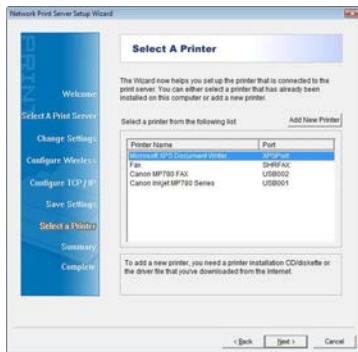 Network Print Server Setup Wizard
PRINT
Welcome
Select A Print Server
Change Settings
Configure Wireless
Configure TCP/IP
Save Settings
Select a Printer
Summary
Complete
Select A Printer
The Wizard now helps you set up the printer that is connected to the
print server. You can either select a printer that has already been
installed on this computer or add a new printer.
Select a printer from the following list
Add New Printer
Printer Name Port
Microsoft XPS Document Writer XPSPort:
Fax SHRFAX:
Canon MP780 FAX USB002
Canon Inkjet MP780 Series USB001
To add a new printer, you need a printer installation CD/diskette or
the driver file that you've downloaded from the Internet.
< Back Next > Cancel